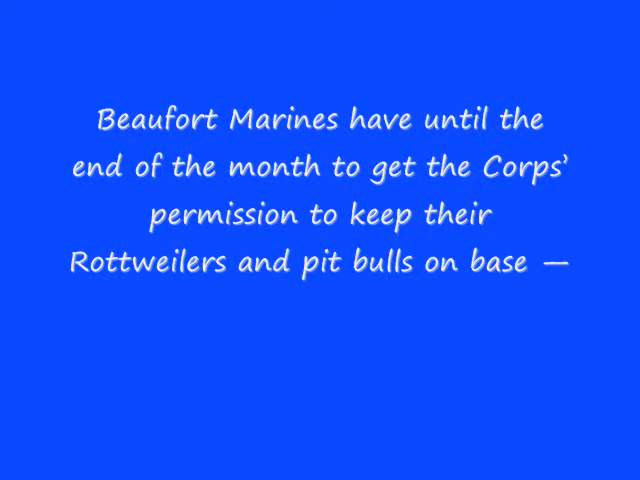 Beaufort Marines have until the
end of the month to get the Corps’
permission to keep their
Rottweilers and pit bulls on base —